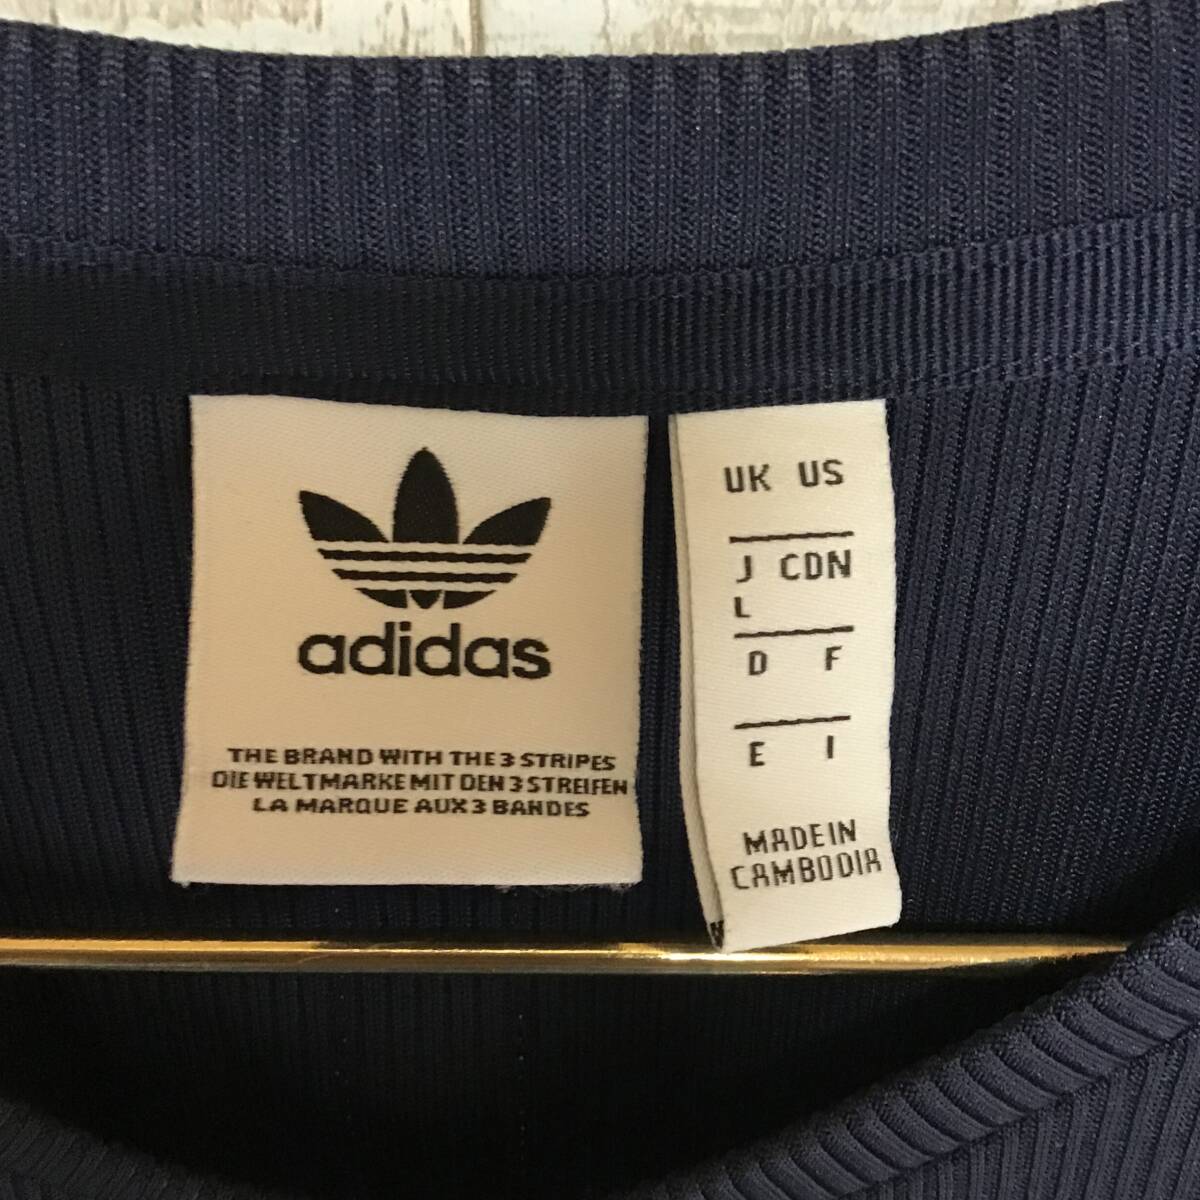 adidas
THE BRAND WITH THE 3 STRIPES
DIE WELTMARKE MIT DEN 3 STREIFEN
LA MARQUE AUX 3 BANDES
UK US
J CDN
L
D F
E I
MADE IN
CAMBODIA